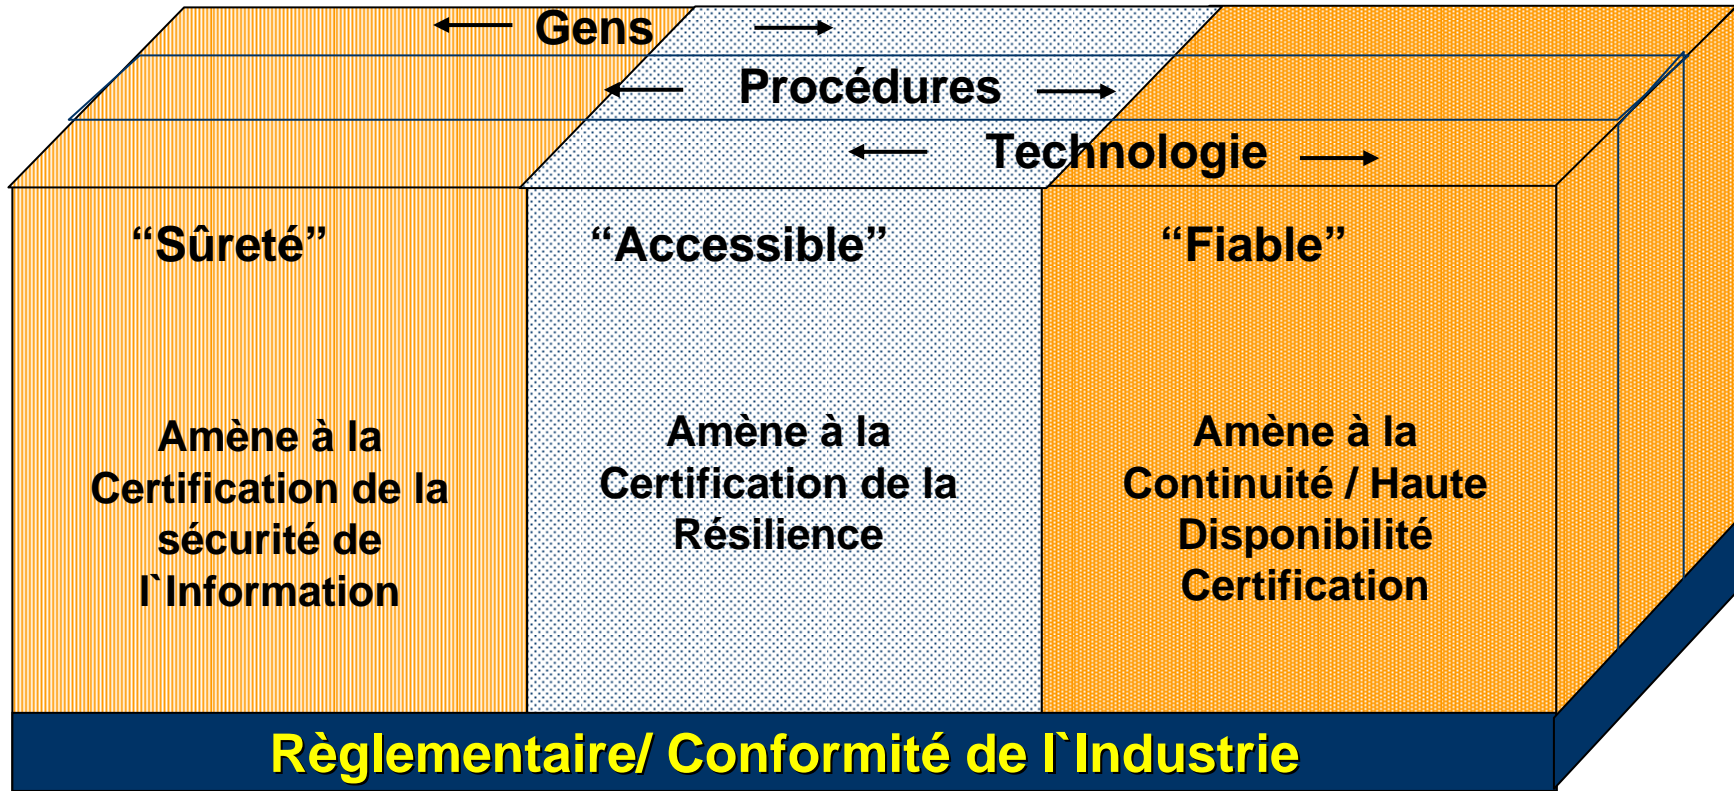 Gens
Procédures
Technologie
“Sûreté”
Amène à la
Certification de la
sécurité de
l`Information
“Accessible”
Amène à la
Certification de la
Résilience
“Fiable”
Amène à la
Continuité / Haute
Disponibilité
Certification
Règlementaire/ Conformité de l`Industrie